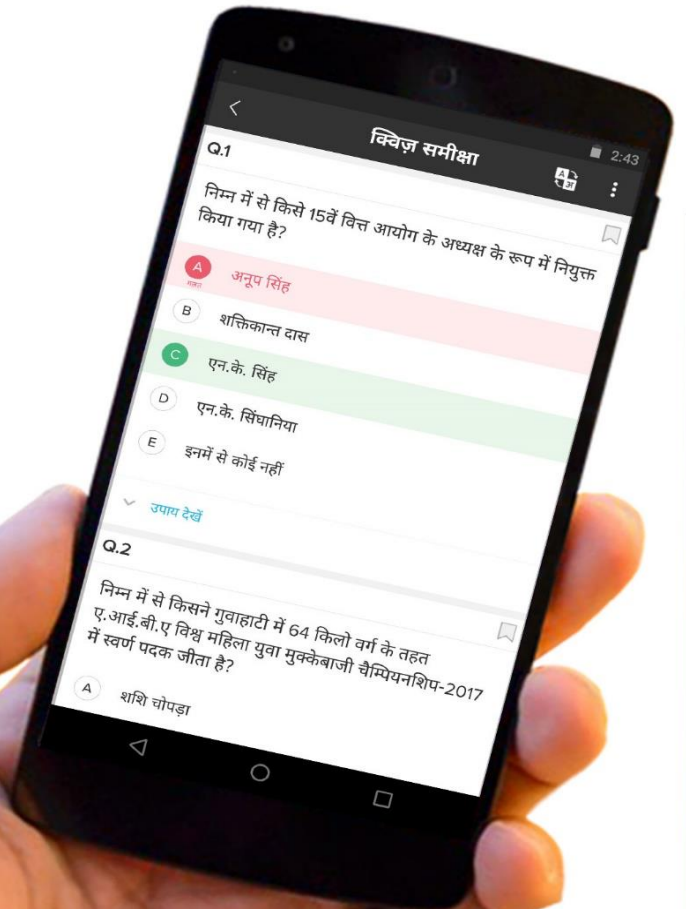 2:43
क्विज़ समीक्षा
Q.1
निम्न में से किसे 15वें वित्त आयोग के अध्यक्ष के रूप में नियुक्त
किया गया है?
A अनूप सिंह
गलत
B शक्तिकान्त दास
C एन.के. सिंह
D एन.के. सिंघानिया
E इनमें से कोई नहीं
उपाय देखें
Q.2
निम्न में से किसने गुवाहाटी में 64 किलो वर्ग के तहत
ए.आई.बी.ए विश्व महिला युवा मुक्केबाजी चैम्पियनशिप-2017
में स्वर्ण पदक जीता है?
A शशि चोपड़ा